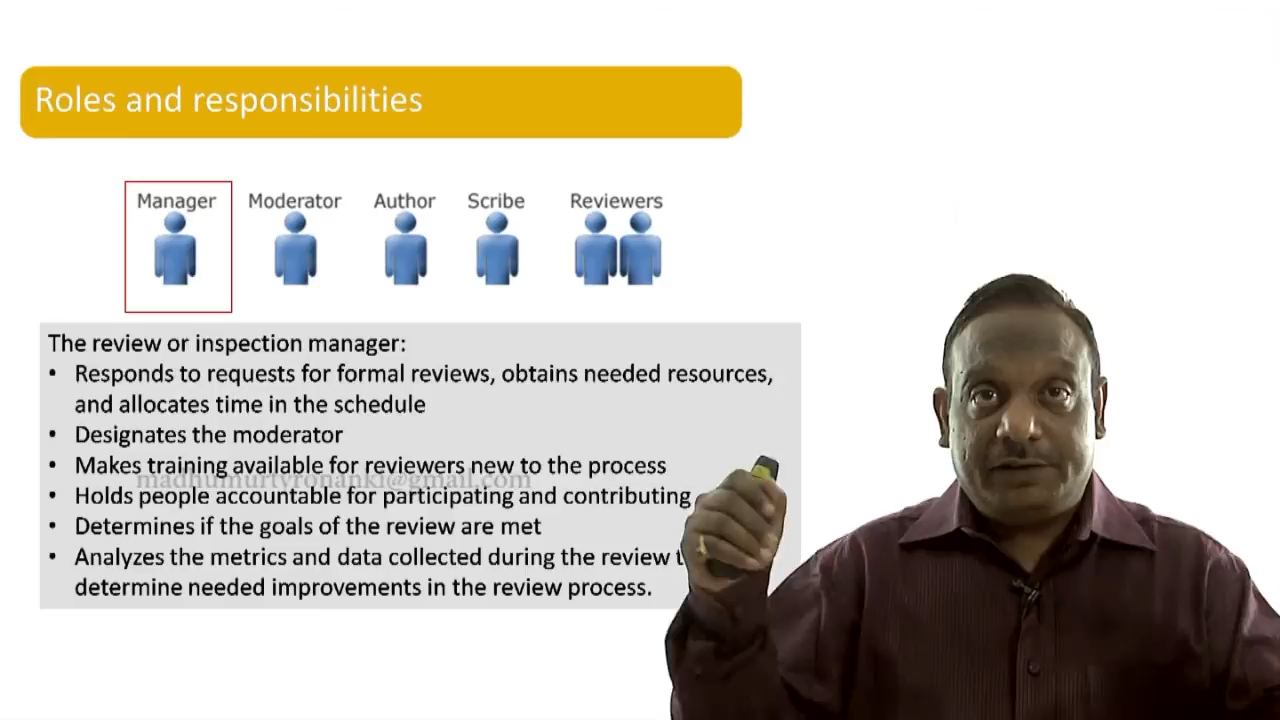 Roles and responsibilities
Manager Moderator Author Scribe Reviewers
The review or inspection manager:
• Responds to requests for formal reviews, obtains needed resources,
and allocates time in the schedule
• Designates the moderator
• Makes training available for reviewers new to the process
madhumurtyronanki@gmail.com
• Holds people accountable for participating and contributing
• Determines if the goals of the review are met
• Analyzes the metrics and data collected during the review t
determine needed improvements in the review process.